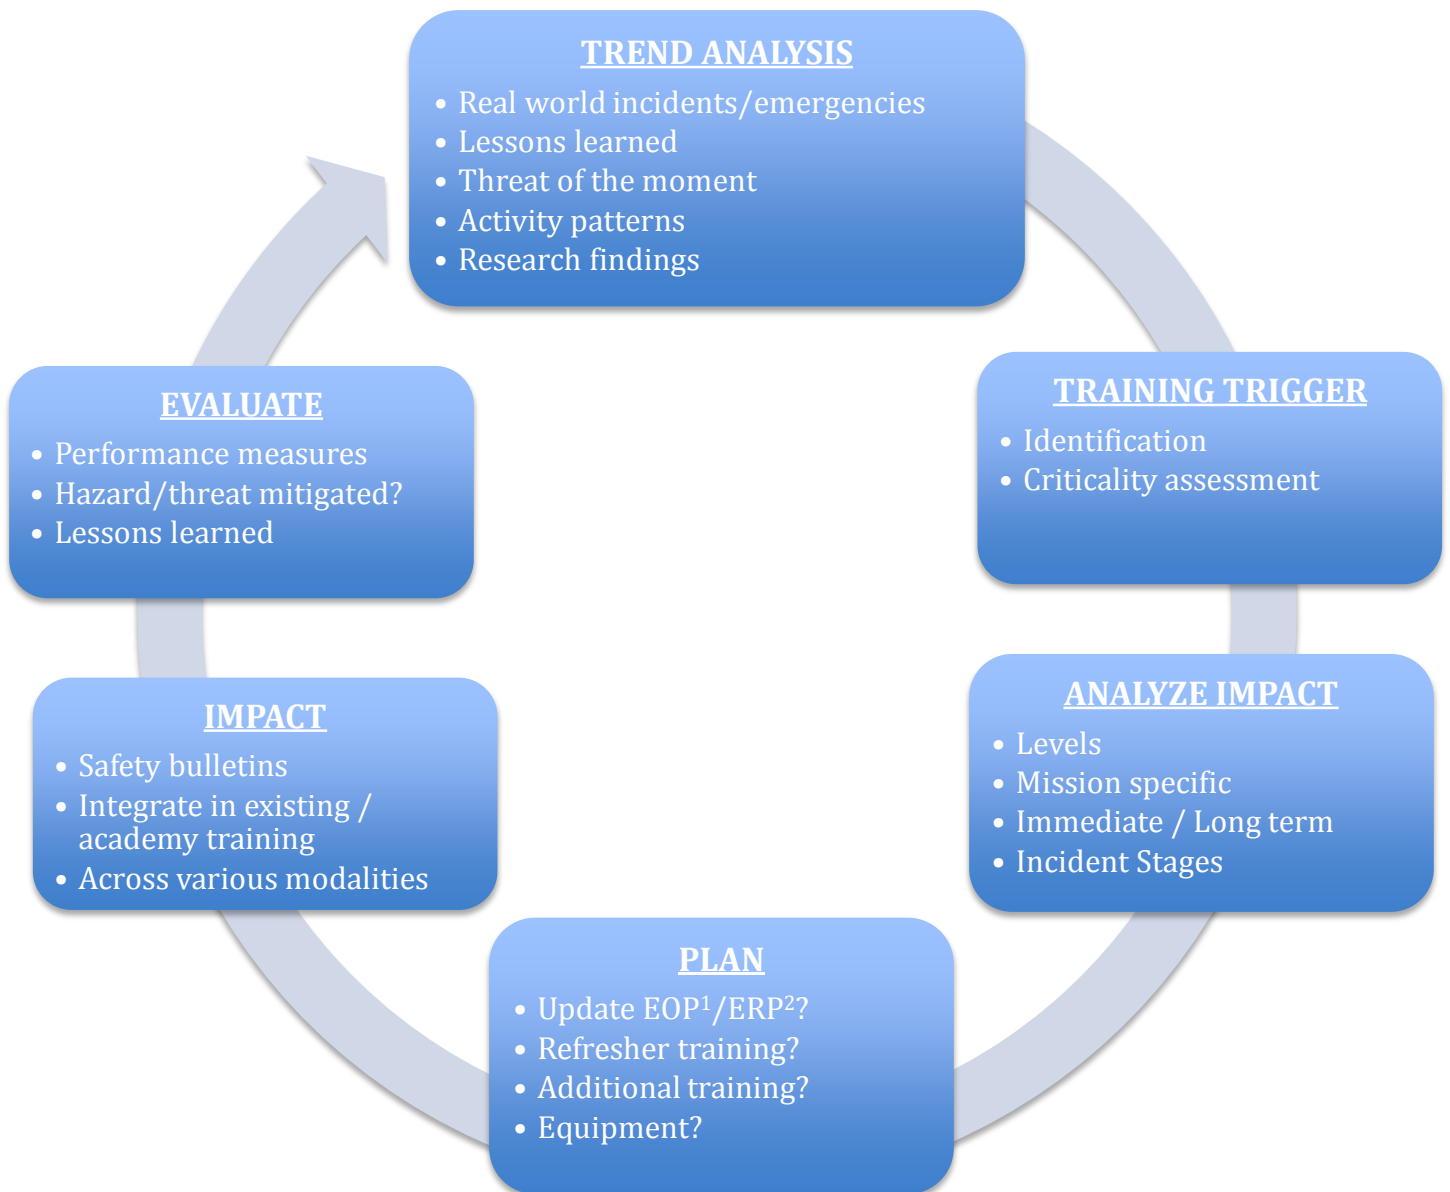 TREND ANALYSIS
• Real world incidents/emergencies
• Lessons learned
• Threat of the moment
• Activity patterns
• Research findings
TRAINING TRIGGER
• Identification
• Criticality assessment
ANALYZE IMPACT
• Levels
• Mission specific
• Immediate / Long term
• Incident Stages
PLAN
• Update EOP¹/ERP²?
• Refresher training?
• Additional training?
• Equipment?
IMPACT
• Safety bulletins
• Integrate in existing /
academy training
• Across various modalities
EVALUATE
• Performance measures
• Hazard/threat mitigated?
• Lessons learned